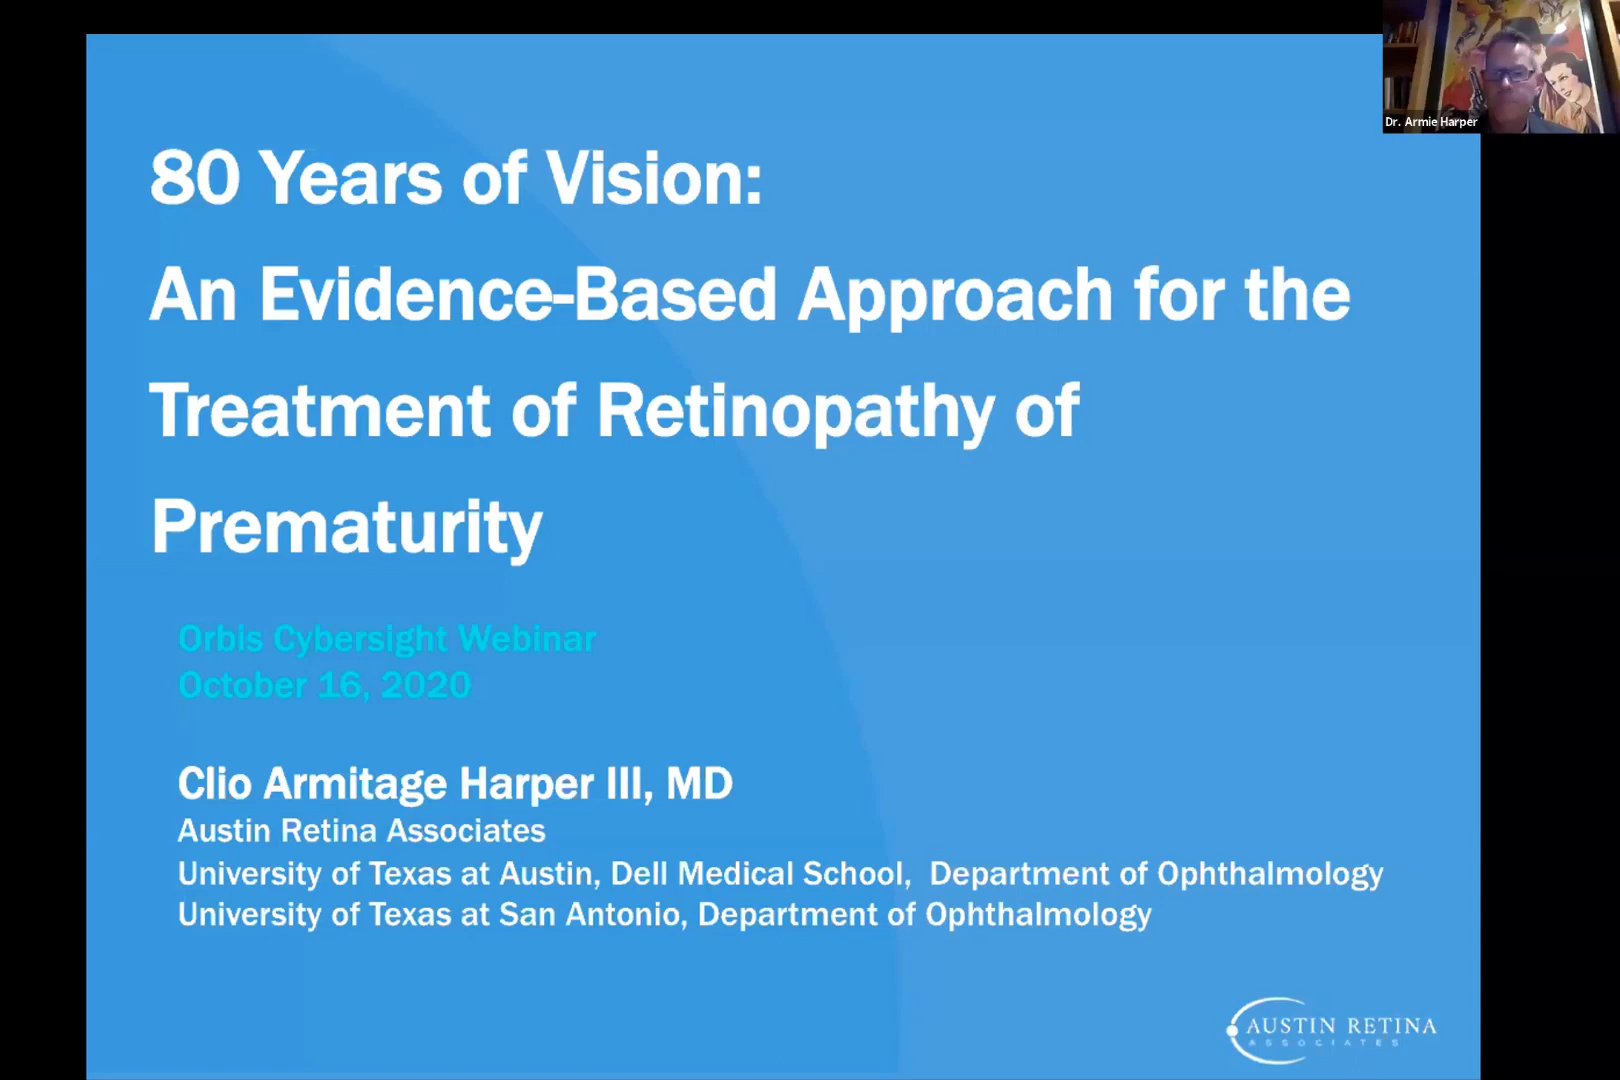 80 Years of Vision:
An Evidence-Based Approach for the
Treatment of Retinopathy of
Prematurity
Orbis Cybersight Webinar
October 16, 2020
Clio Armitage Harper III, MD
Austin Retina Associates
University of Texas at Austin, Dell Medical School, Department of Ophthalmology
University of Texas at San Antonio, Department of Ophthalmology
AUSTIN RETINA
ASSOCIATES
Dr. Armie Harper